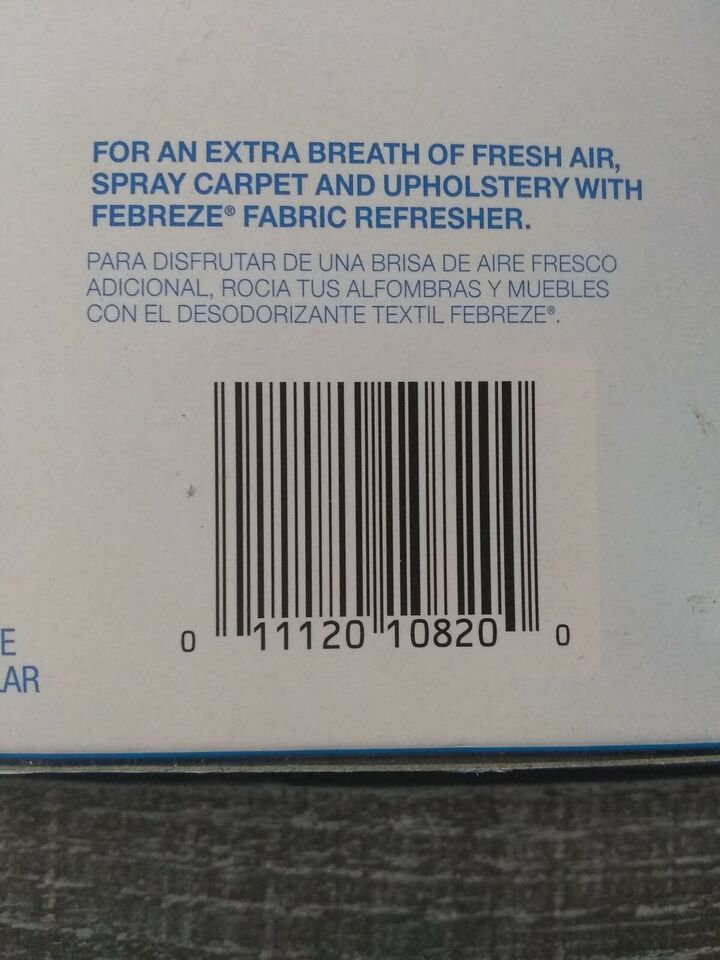 FOR AN EXTRA BREATH OF FRESH AIR,
SPRAY CARPET AND UPHOLSTERY WITH
FEBREZE® FABRIC REFRESHER.
PARA DISFRUTAR DE UNA BRISA DE AIRE FRESCO
ADICIONAL, ROCIA TUS ALFOMBRAS Y MUEBLES
CON EL DESODORIZANTE TEXTIL FEBREZE®.
0 11120 10820 0
E
LAR